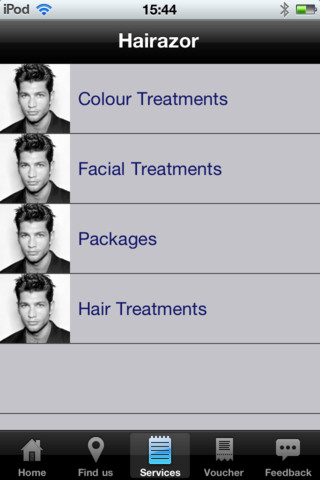 iPod 15:44
Hairazor
Colour Treatments
Facial Treatments
Packages
Hair Treatments
Home Find us Services Voucher Feedback